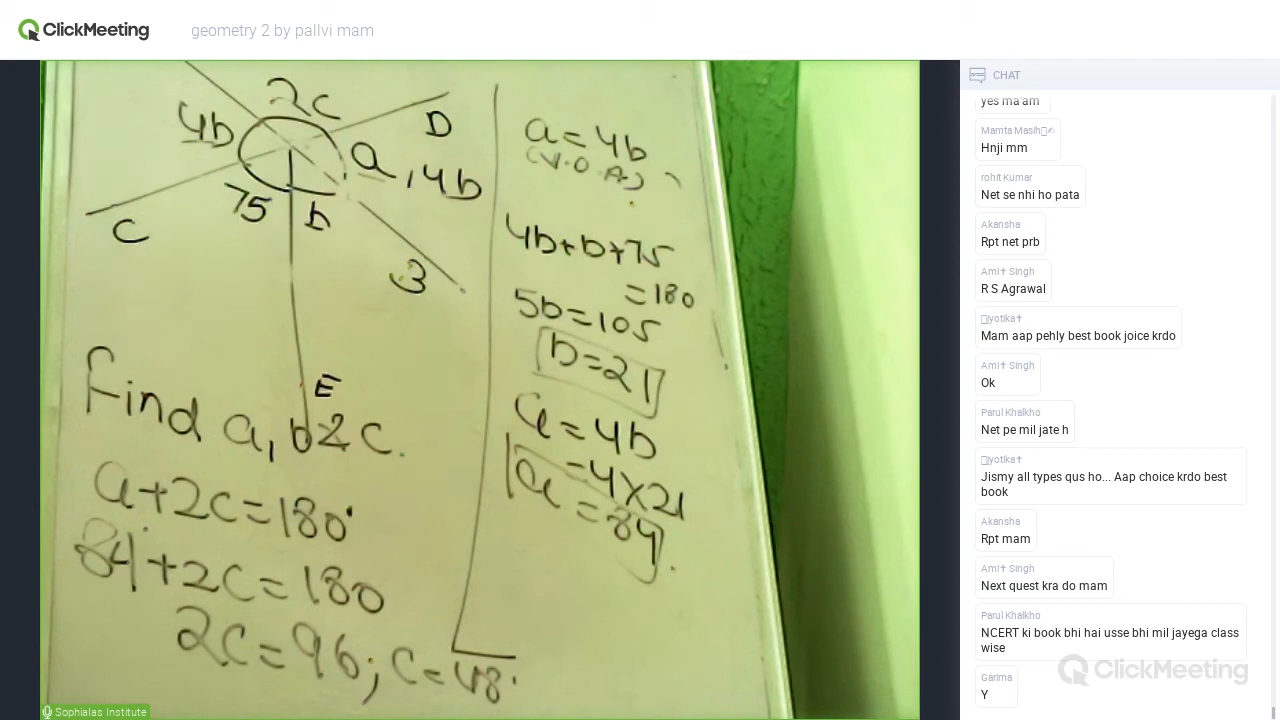 ClickMeeting
geometry 2 by pallvi mam
2c
4b
D
a, 4b
75
b
C
B
E
Find a, b & c.
a+2c=180°
84+2c=180
2c=96, c=48°
a=4b
(V.O.A)
4b+b+75
=180
5b=105
b=21
a=4b
=4×21
a=84
Sophialas Institute
CHAT
yes ma'am
Mamta Masih
Hnji mm
rohit Kumar
Net se nhi ho pata
Akansha
Rpt net prb
Ami✝ Singh
R S Agrawal
jyotika✝
Mam aap pehly best book joice krdo
Ami✝ Singh
Ok
Parul Khalkho
Net pe mil jate h
jyotika✝
Jismy all types qus ho... Aap choice krdo best
book
Akansha
Rpt mam
Ami✝ Singh
Next quest kra do mam
Parul Khalkho
NCERT ki book bhi hai usse bhi mil jayega class
wise
Garima
Y
ClickMeeting